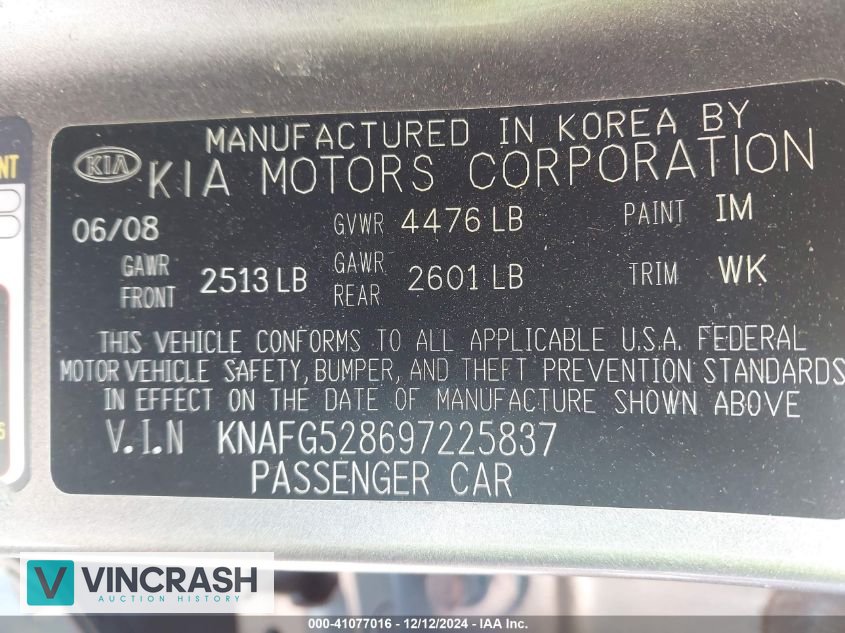 MANUFACTURED IN KOREA BY
KIA KIA MOTORS CORPORATION
06/08 GVWR 4476 LB PAINT IM
GAWR FRONT 2513 LB GAWR REAR 2601 LB TRIM WK
THIS VEHICLE CONFORMS TO ALL APPLICABLE U.S.A. FEDERAL
MOTOR VEHICLE SAFETY, BUMPER, AND THEFT PREVENTION STANDARDS
IN EFFECT ON THE DATE OF MANUFACTURE SHOWN ABOVE
V.I.N KNAFG528697225837
PASSENGER CAR
NT
S
V VINCRASH
AUCTION HISTORY
000-41077016 - 12/12/2024 - IAA Inc.